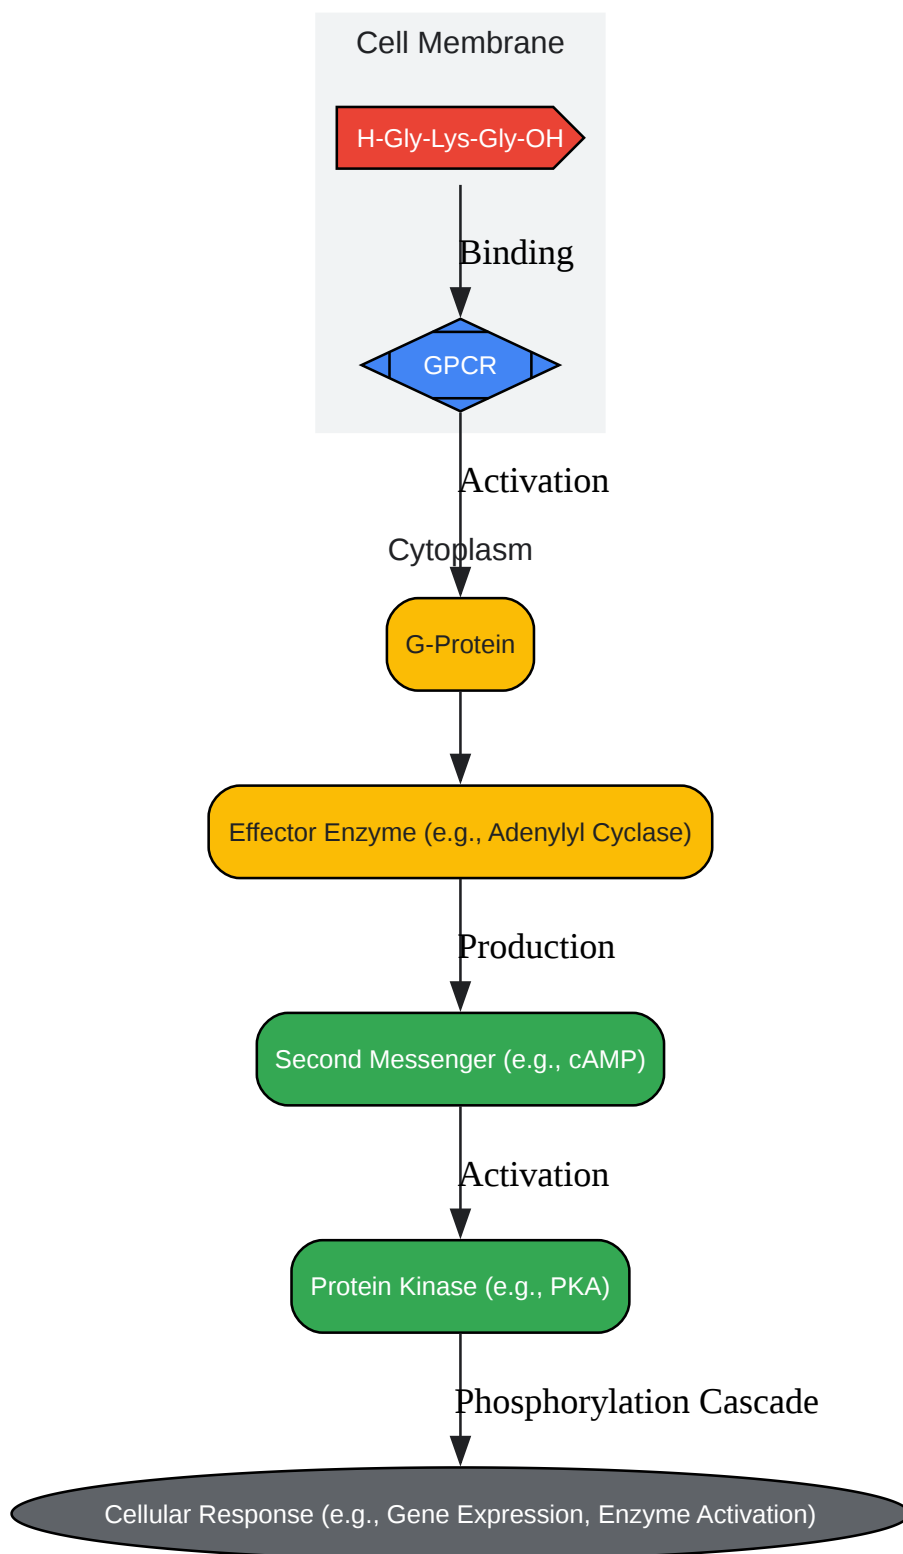 Cell Membrane
H-Gly-Lys-Gly-OH
Binding
GPCR
Activation
Cytoplasm
G-Protein
Effector Enzyme (e.g., Adenylyl Cyclase)
Production
Second Messenger (e.g., cAMP)
Activation
Protein Kinase (e.g., PKA)
Phosphorylation Cascade
Cellular Response (e.g., Gene Expression, Enzyme Activation)